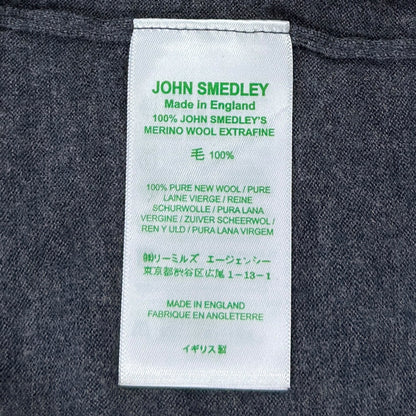 JOHN SMEDLEY
Made in England
100% JOHN SMEDLEY'S
MERINO WOOL EXTRAFINE
毛 100%
100% PURE NEW WOOL / PURE
LAINE VIERGE / REINE
SCHURWOLLE / PURA LANA
VERGINE / ZUIVER SCHEERWOL /
REN Y ULD / PURA LANA VIRGEM
㈱リーミルズ エージェンシー
東京都渋谷区広尾 1-13-1
MADE IN ENGLAND
FABRIQUE EN ANGLETERRE
イギリス製